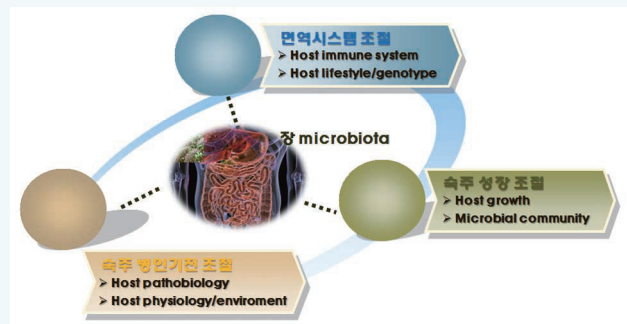 면역시스템 조절
➢ Host immune system
➢ Host lifestyle/genotype
장 microbiota
숙주 성장 조절
➢ Host growth
➢ Microbial community
숙주 병인기전 조절
➢ Host pathobiology
➢ Host physiology/enviroment